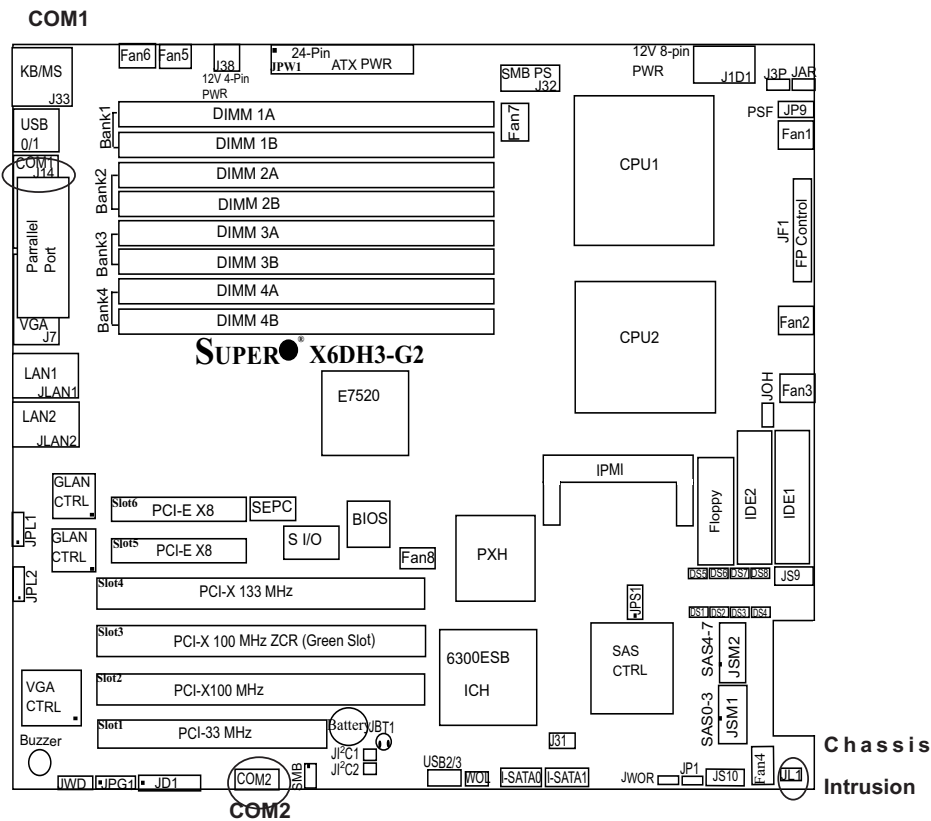 COM1
Fan6
Fan5
J38
12V 4-Pin
PWR
24-Pin
JPW1
ATX PWR
SMB PS
J32
12V 8-pin
PWR
J1D1
J3P
JAR
KB/MS
J33
USB
0/1
COM1
J14
Parrallel
Port
VGA
J7
Bank1
DIMM 1A
DIMM 1B
Bank2
DIMM 2A
DIMM 2B
Bank3
DIMM 3A
DIMM 3B
Bank4
DIMM 4A
DIMM 4B
Fan7
CPU1
PSF
JP9
Fan1
JF1
FP Control
CPU2
Fan2
Fan3
JOH
SUPER® X6DH3-G2
LAN1
JLAN1
LAN2
JLAN2
E7520
IPMI
Floppy
IDE2
IDE1
GLAN
CTRL
JPL1
GLAN
CTRL
JPL2
Slot6
PCI-E X8
SEPC
Slot5
PCI-E X8
S I/O
BIOS
Fan8
PXH
DS5
DS6
DS7
DS8
JS9
Slot4
PCI-X 133 MHz
JPS1
DS1
DS2
DS3
DS4
Slot3
PCI-X 100 MHz ZCR (Green Slot)
6300ESB
ICH
SAS
CTRL
SAS4-7
JSM2
VGA
CTRL
Slot2
PCI-X100 MHz
SAS0-3
JSM1
Slot1
PCI-33 MHz
Battery
JBT1
Buzzer
JI²C1
JI²C2
J31
USB2/3
WOL
I-SATA0
I-SATA1
JWOR
JP1
JS10
Fan4
JL1
Chassis
Intrusion
JWD
JPG1
JD1
COM2
SMB
COM2